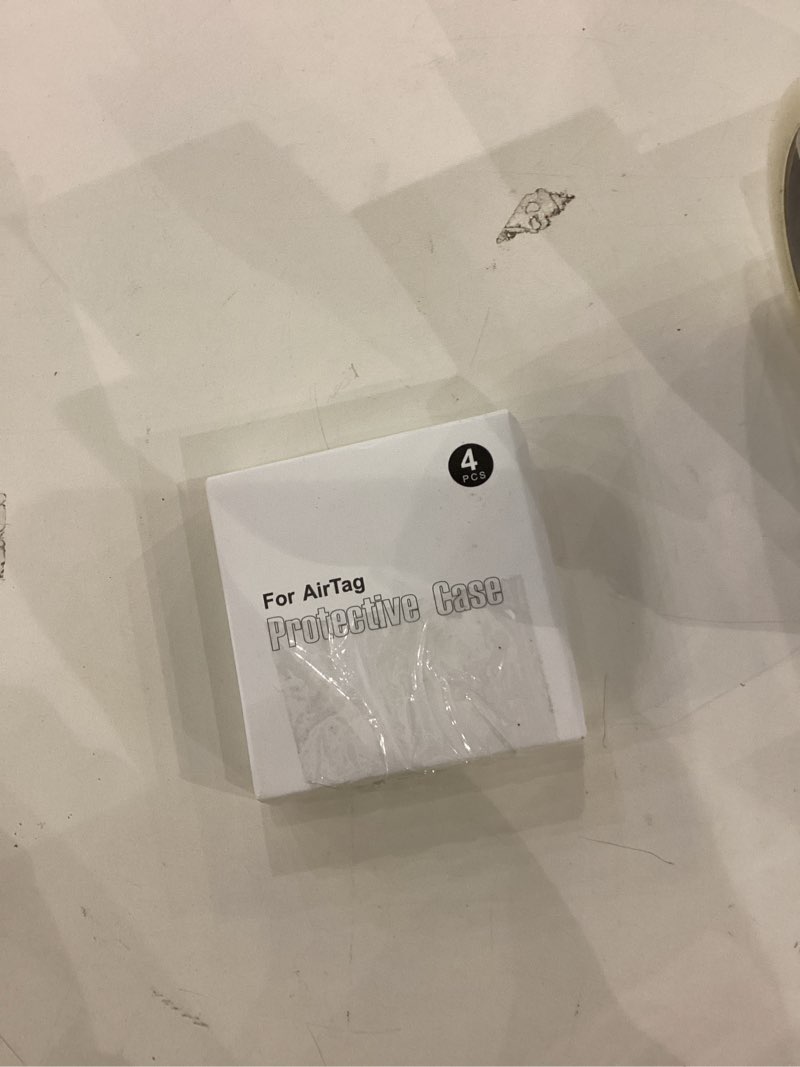 4
PCS
For AirTag
Protective Case